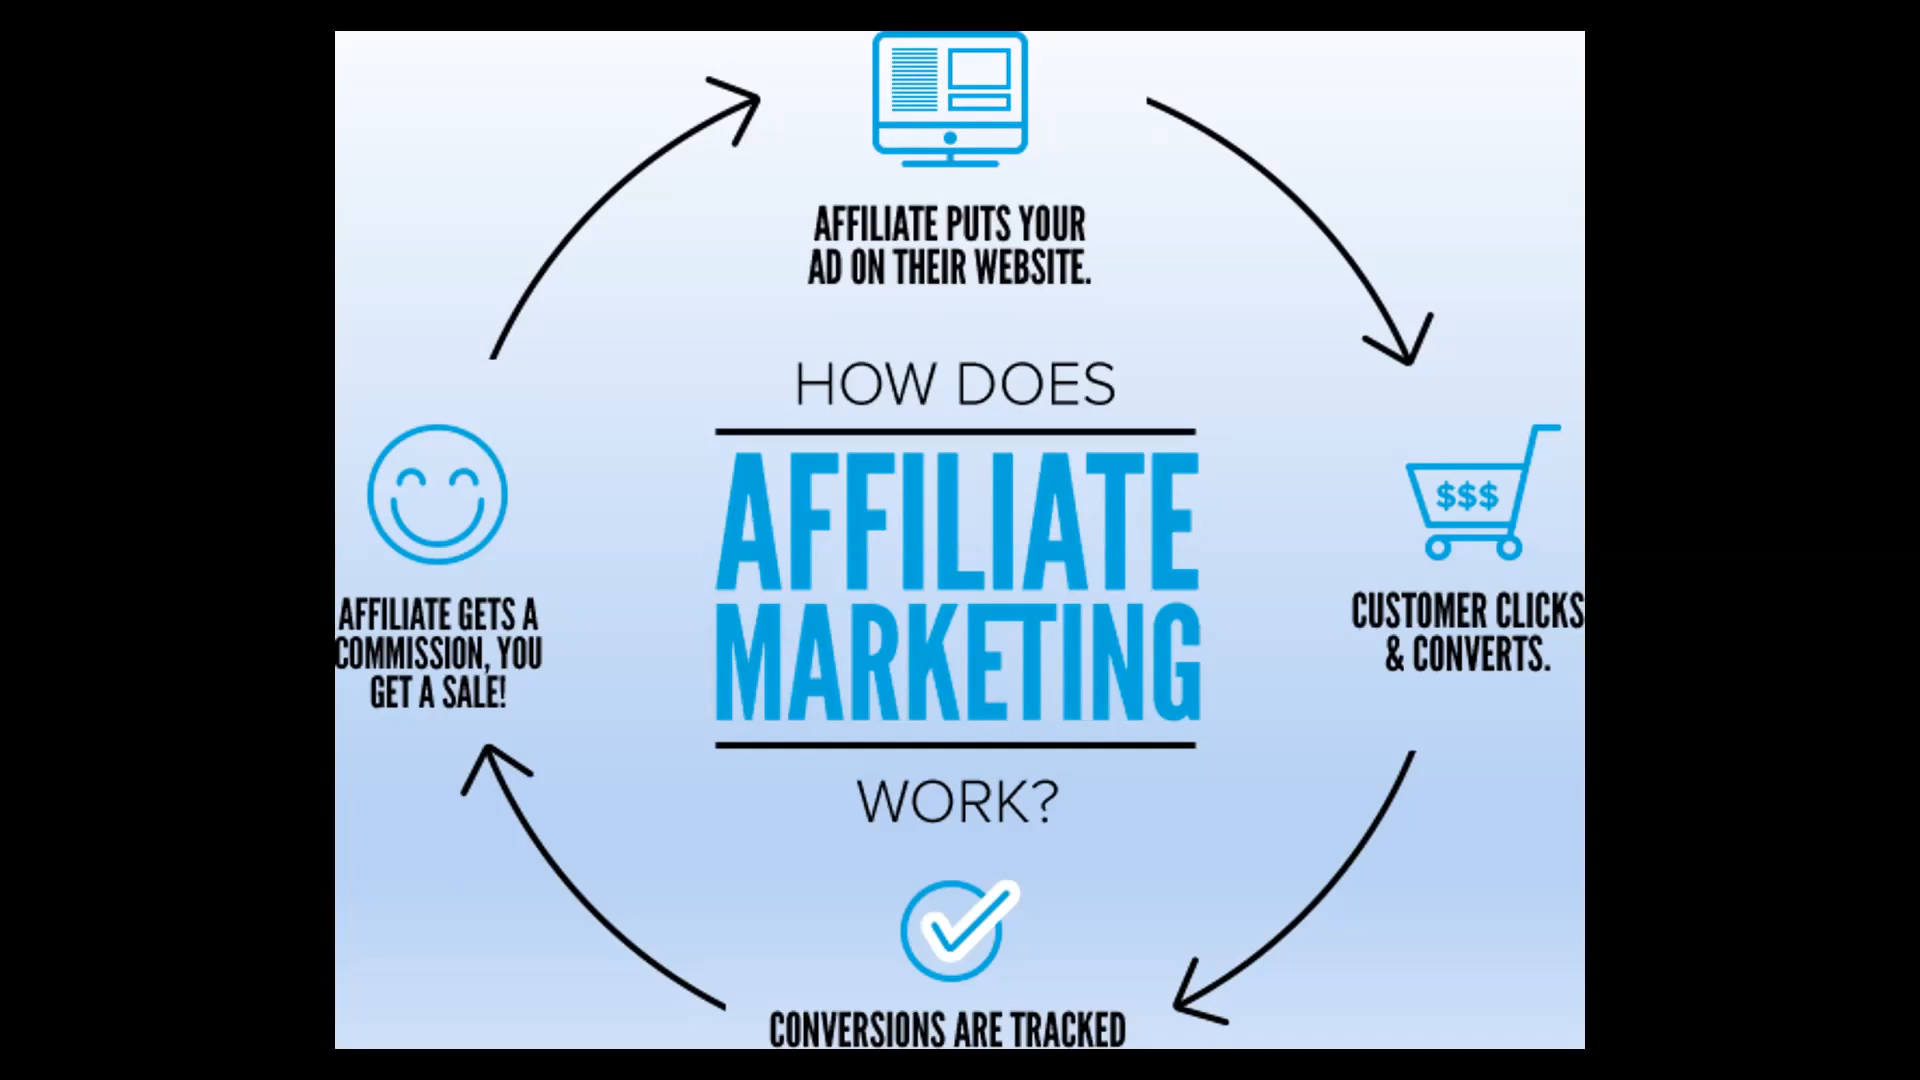 AFFILIATE PUTS YOUR
AD ON THEIR WEBSITE.
HOW DOES
AFFILIATE
MARKETING
WORK?
$$$
CUSTOMER CLICKS
& CONVERTS.
CONVERSIONS ARE TRACKED
AFFILIATE GETS A
COMMISSION, YOU
GET A SALE!